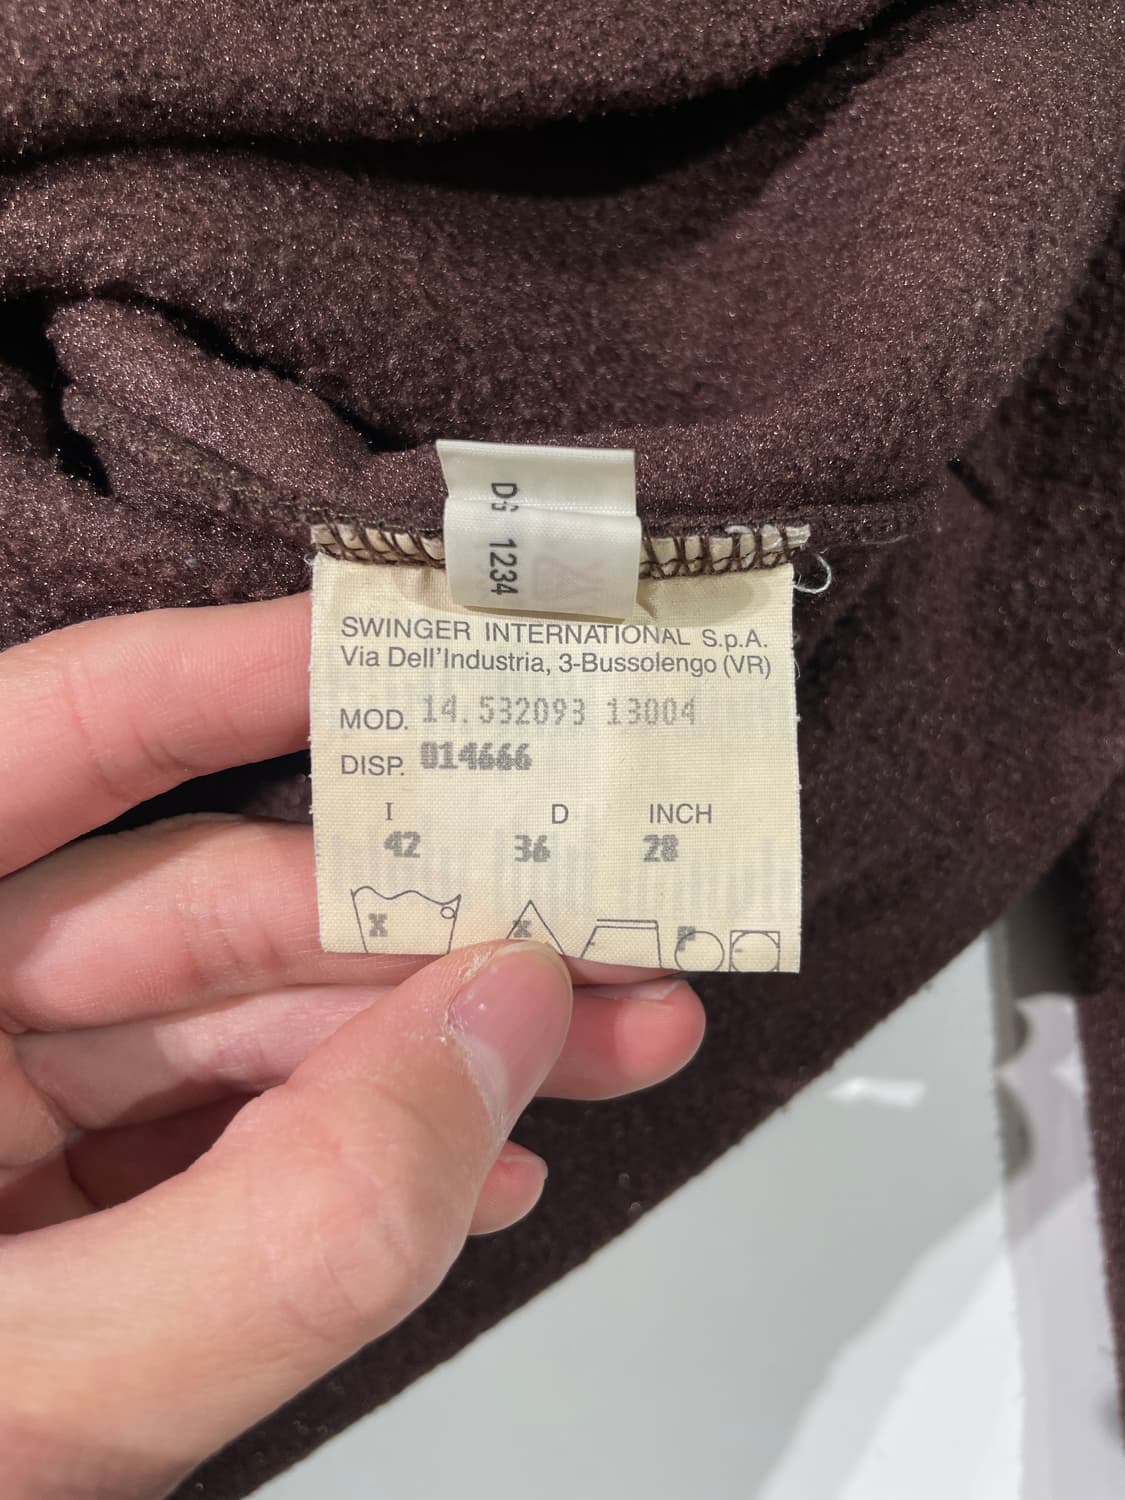 DG 1234
SWINGER INTERNATIONAL S.p.A.
Via Dell'Industria, 3-Bussolengo (VR)
MOD. 14.532093 13004
DISP. 014666
I D INCH
42 36 28
X X P